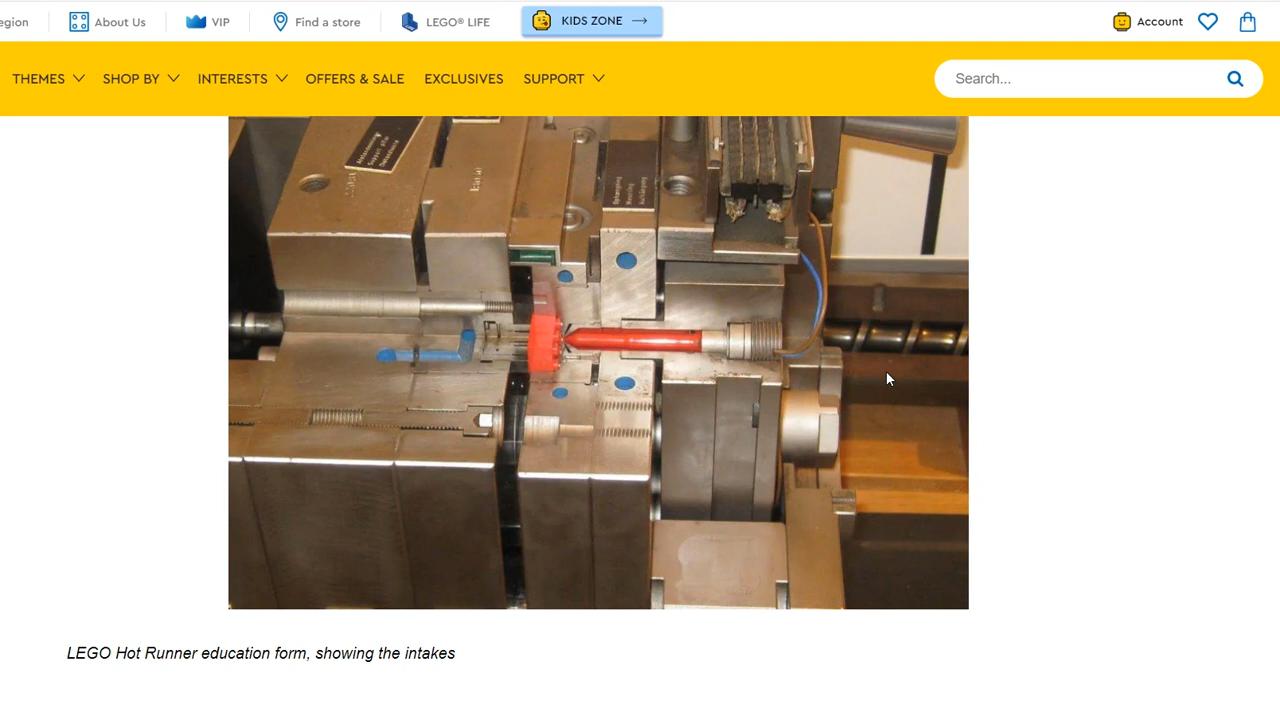 egion
About Us
VIP
Find a store
LEGO® LIFE
KIDS ZONE
Account
THEMES
SHOP BY
INTERESTS
OFFERS & SALE
EXCLUSIVES
SUPPORT
Search...
LEGO Hot Runner education form, showing the intakes